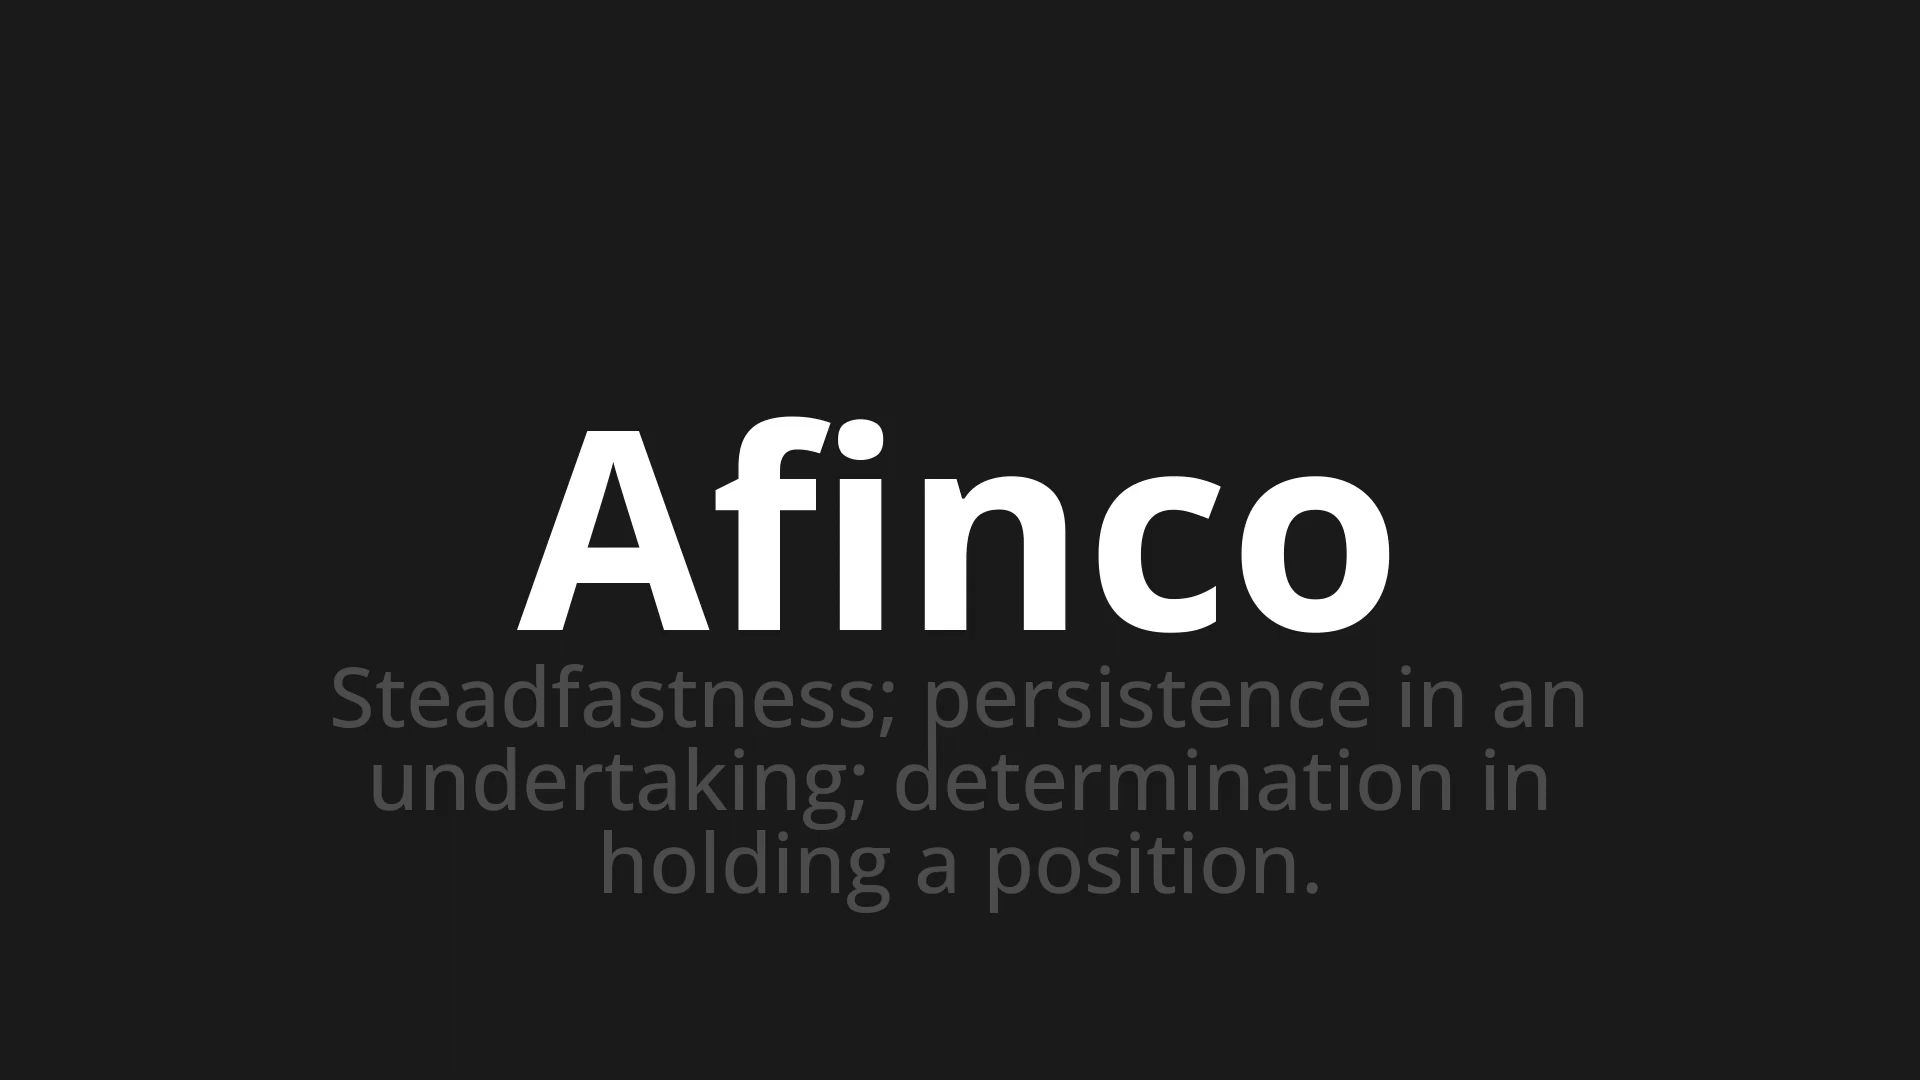 Afinco
Steadfastness; persistence in an
undertaking; determination in
holding a position.